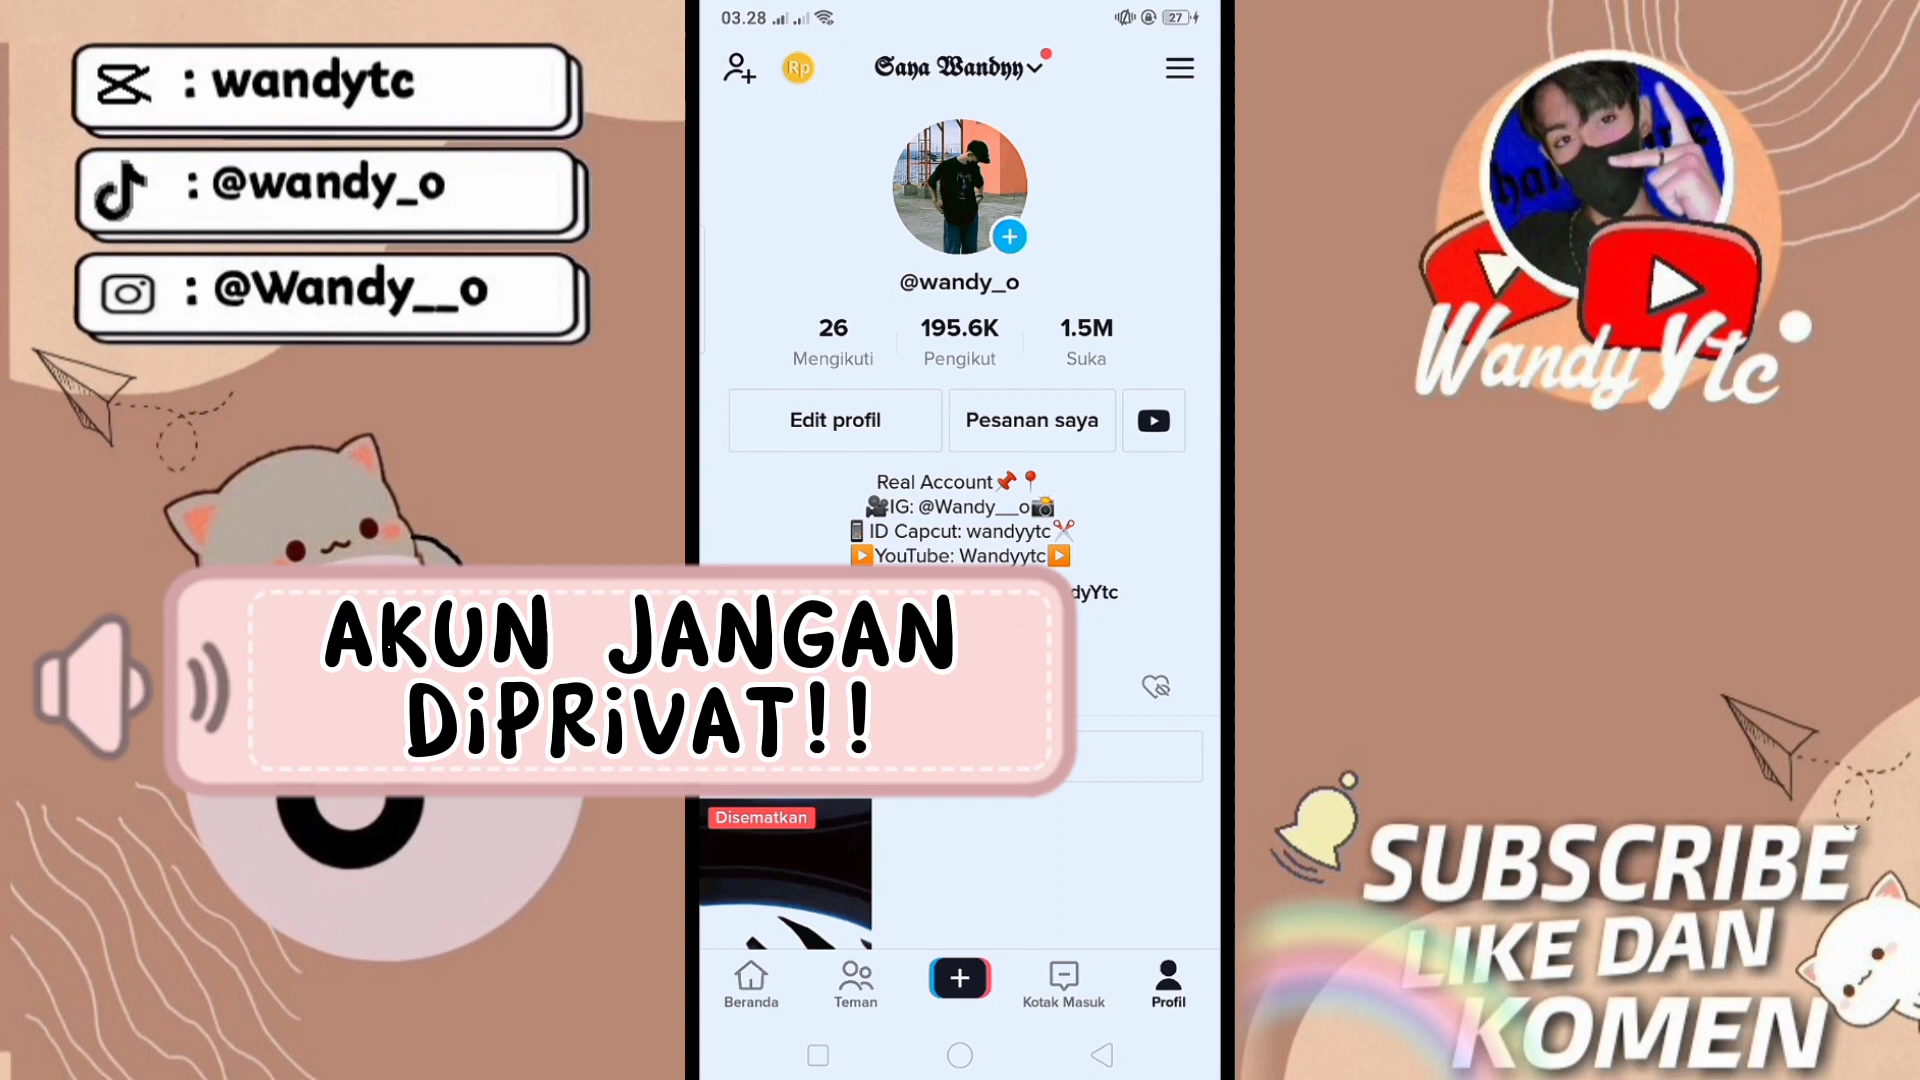 : wandytc
: @wandy_o
: @Wandy__o
03.28
27
Rp
Saya Wandyy
@wandy_o
26
Mengikuti
195.6K
Pengikut
1.5M
Suka
Edit profil
Pesanan saya
Real Account📌📍
🎥IG: @Wandy__o📸
📱ID Capcut: wandyytc✂️
▶️YouTube: Wandyytc▶️
dyYtc
AKUN JANGAN
DiPRiVAT!!
Disematkan
Beranda
Teman
Kotak Masuk
Profil
Wandy Ytc
SUBSCRIBE
LIKE DAN
KOMEN